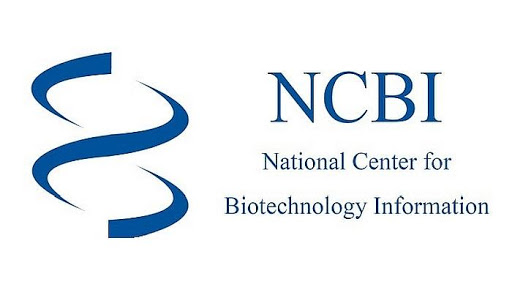 NCBI
National Center for
Biotechnology Information